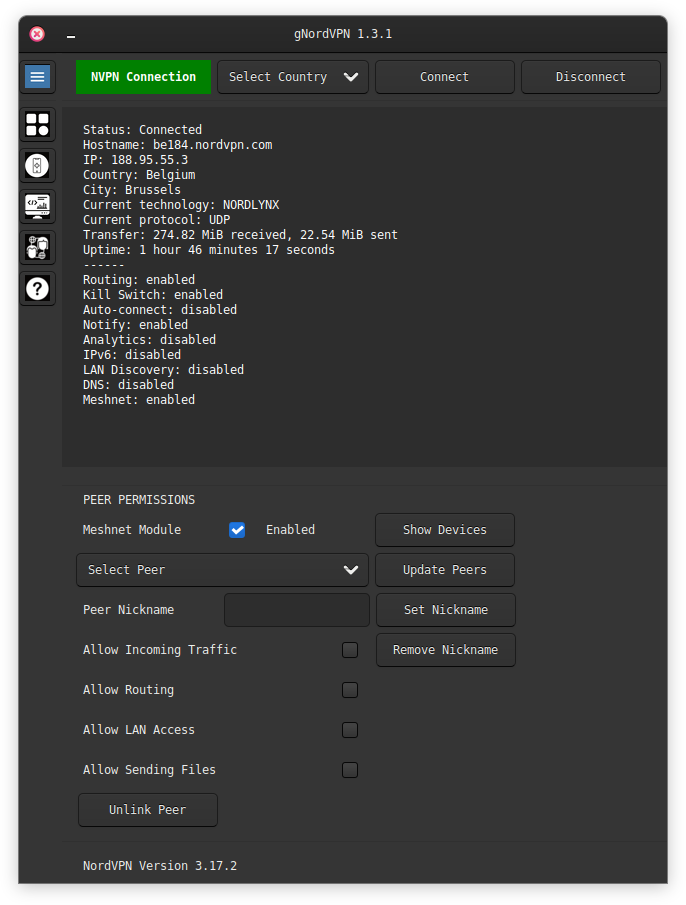 gNordVPN 1.3.1
NVPN Connection
Select Country
Connect
Disconnect
Status: Connected
Hostname: be184.nordvpn.com
IP: 188.95.55.3
Country: Belgium
City: Brussels
Current technology: NORDLYNX
Current protocol: UDP
Transfer: 274.82 MiB received, 22.54 MiB sent
Uptime: 1 hour 46 minutes 17 seconds
------
Routing: enabled
Kill Switch: enabled
Auto-connect: disabled
Notify: enabled
Analytics: disabled
IPv6: disabled
LAN Discovery: disabled
DNS: disabled
Meshnet: enabled
PEER PERMISSIONS
Meshnet Module
Enabled
Show Devices
Select Peer
Update Peers
Peer Nickname
Set Nickname
Allow Incoming Traffic
Remove Nickname
Allow Routing
Allow LAN Access
Allow Sending Files
Unlink Peer
NordVPN Version 3.17.2